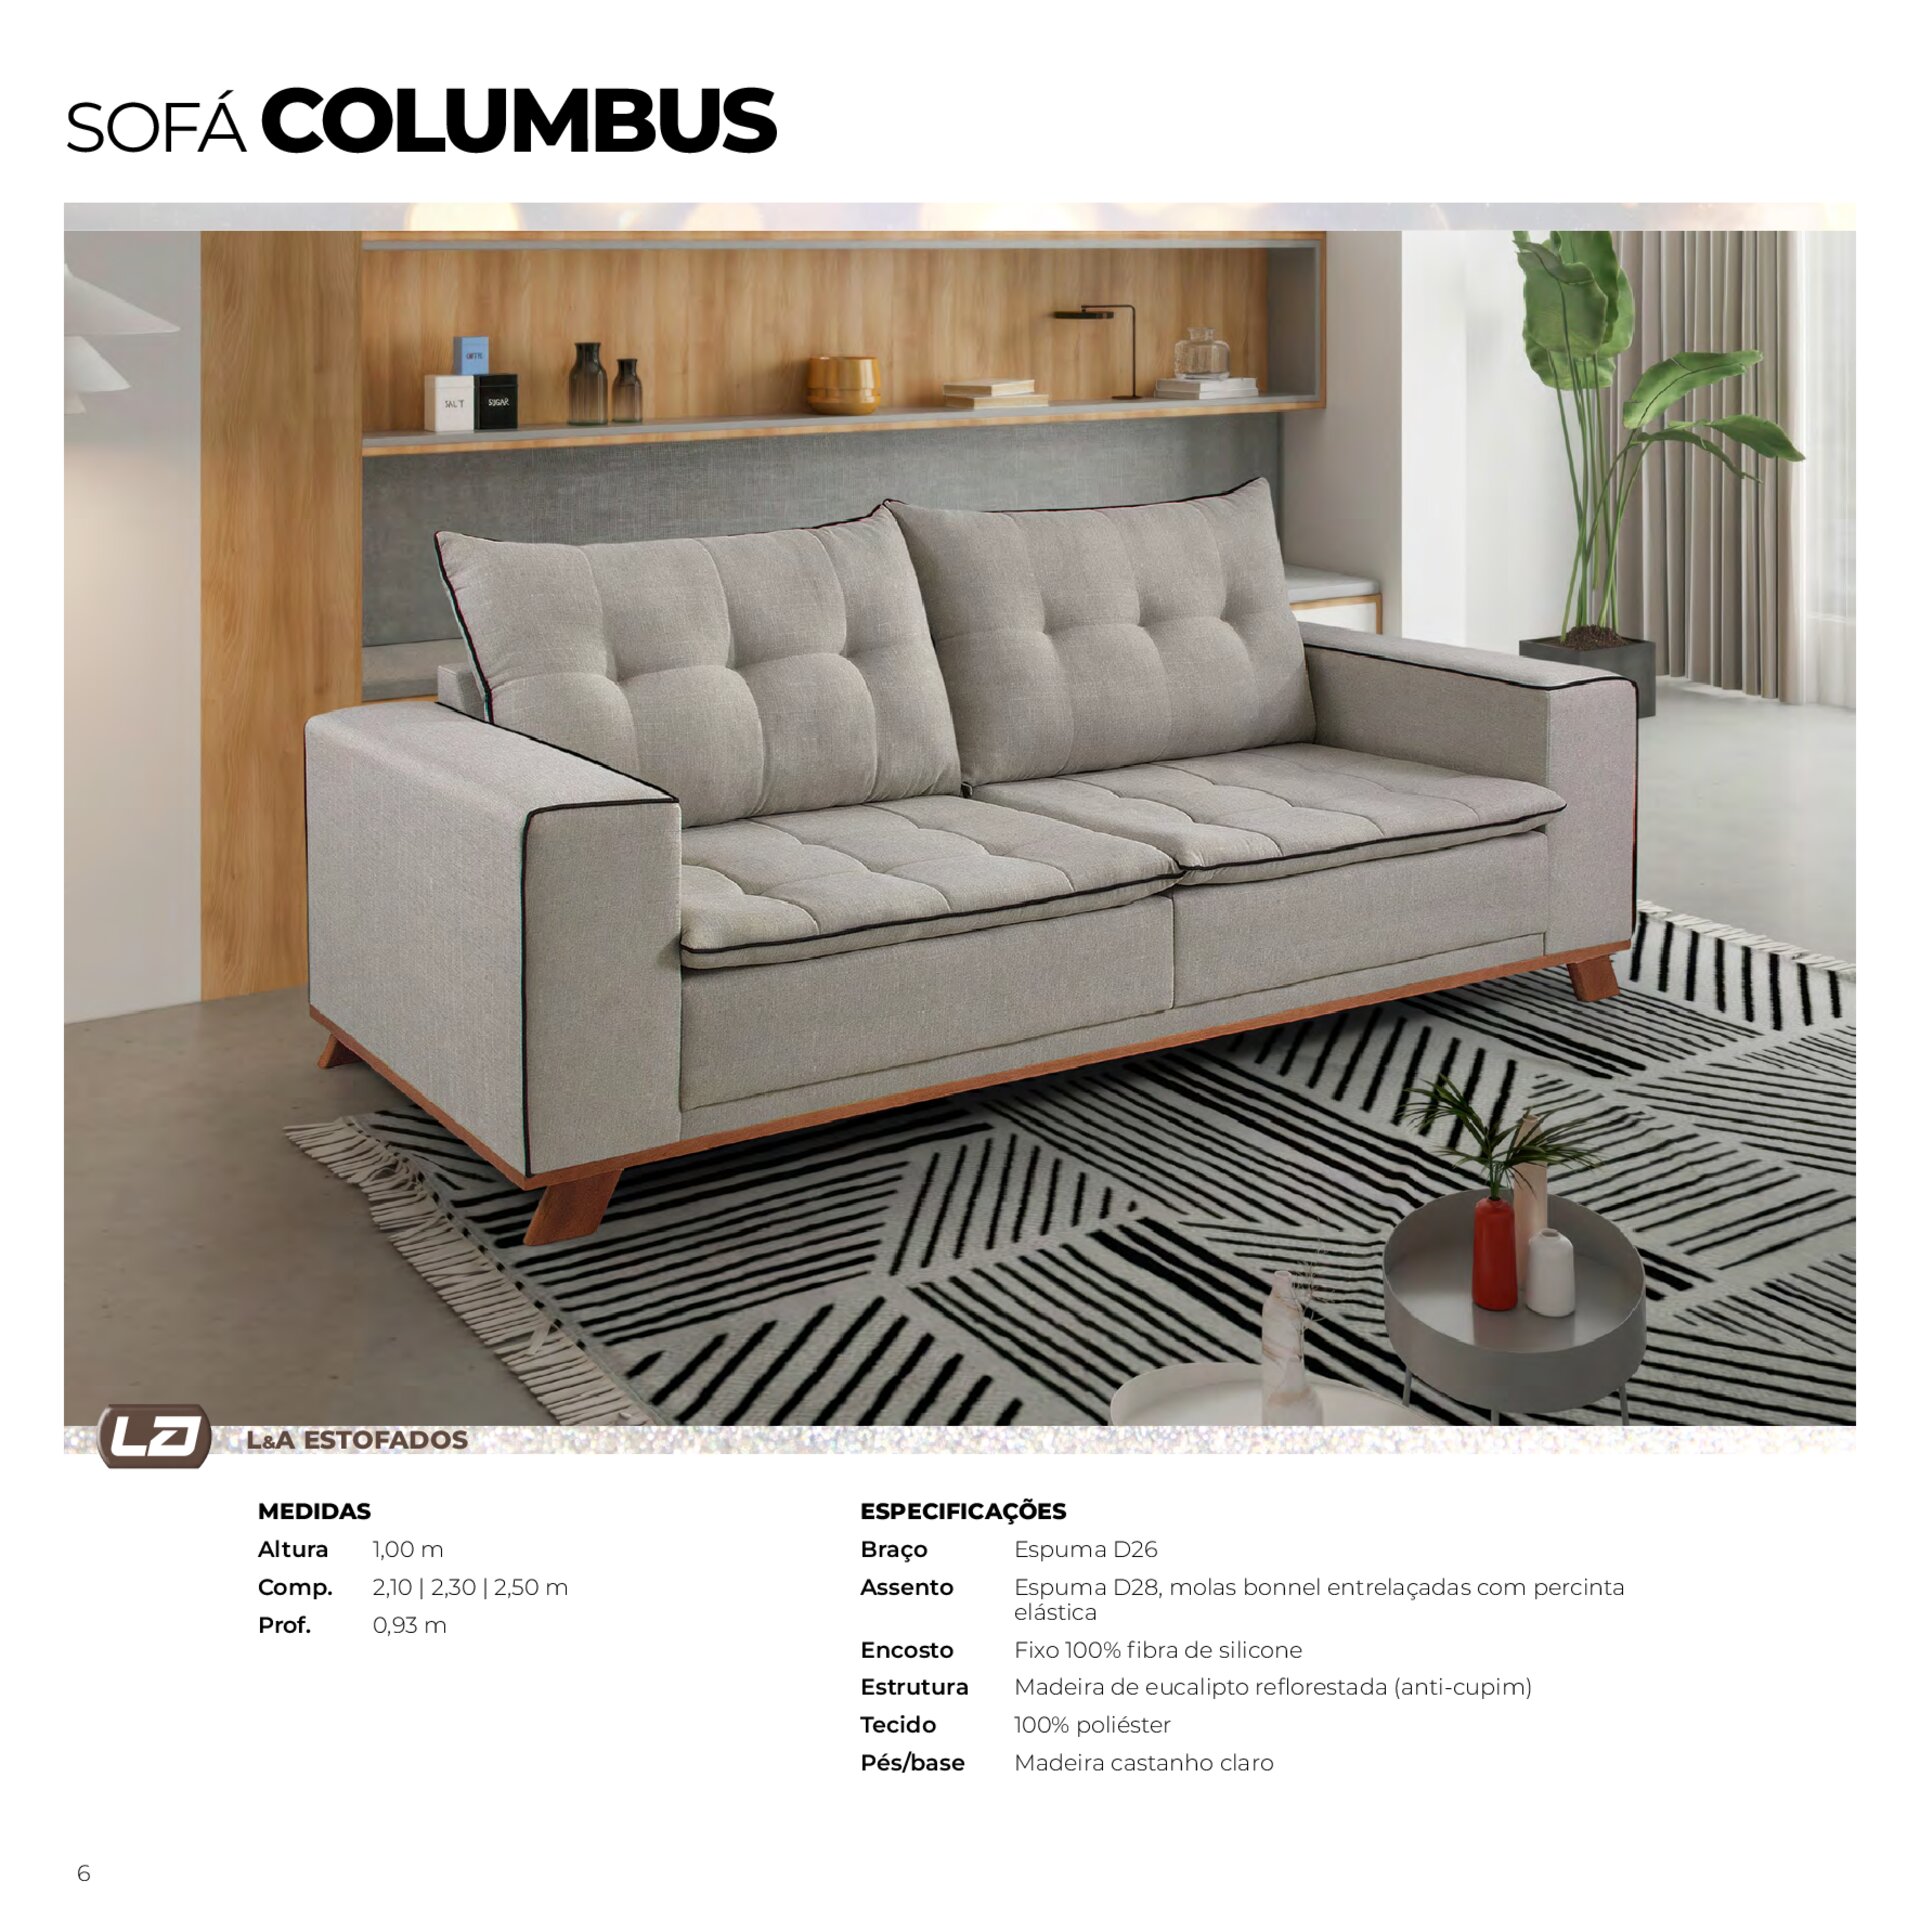 SOFÁ COLUMBUS
COFFE
SALT
SUGAR
LA
L&A ESTOFADOS
MEDIDAS
Altura 1,00 m
Comp. 2,10 | 2,30 | 2,50 m
Prof. 0,93 m
ESPECIFICAÇÕES
Braço Espuma D26
Assento Espuma D28, molas bonnel entrelaçadas com percinta
elástica
Encosto Fixo 100% fibra de silicone
Estrutura Madeira de eucalipto reflorestada (anti-cupim)
Tecido 100% poliéster
Pés/base Madeira castanho claro
6